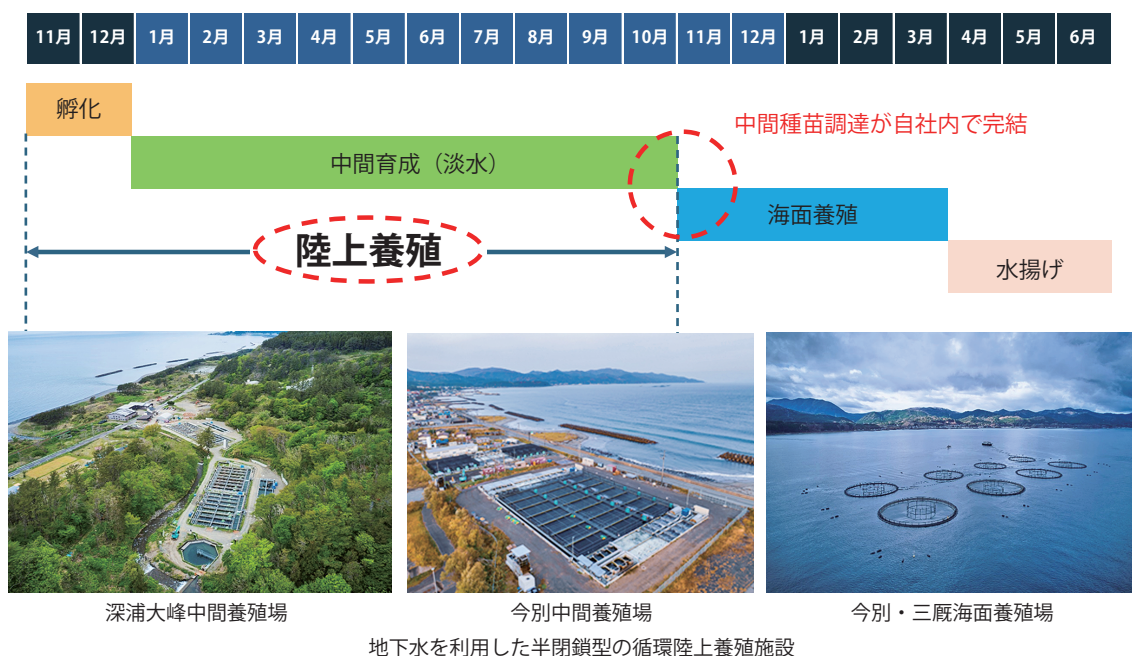 11月 12月 1月 2月 3月 4月 5月 6月 7月 8月 9月 10月 11月 12月 1月 2月 3月 4月 5月 6月
孵化
中間種苗調達が自社内で完結
中間育成（淡水）
海面養殖
陸上養殖
水揚げ
深浦大峰中間養殖場
今別中間養殖場
今別・三厩海面養殖場
地下水を利用した半閉鎖型の循環陸上養殖施設